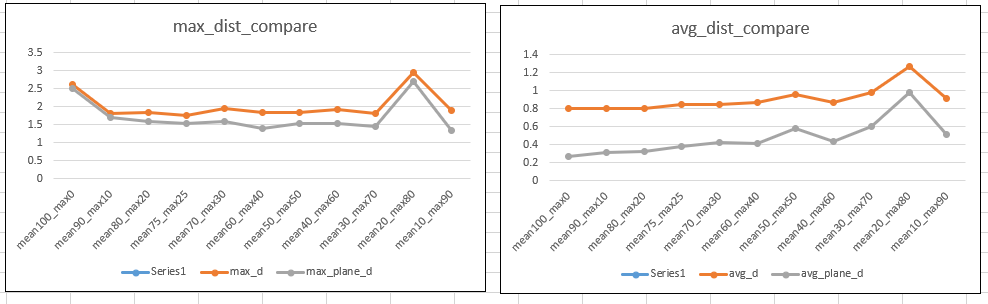 max_dist_compare
3.5
3
2.5
2
1.5
1
0.5
0
mean100_max0
mean90_max10
mean80_max20
mean75_max25
mean70_max30
mean60_max40
mean50_max50
mean40_max60
mean30_max70
mean20_max80
mean10_max90
Series1 max_d max_plane_d
avg_dist_compare
1.4
1.2
1
0.8
0.6
0.4
0.2
0
mean100_max0
mean90_max10
mean80_max20
mean75_max25
mean70_max30
mean60_max40
mean50_max50
mean40_max60
mean30_max70
mean20_max80
mean10_max90
Series1 avg_d avg_plane_d